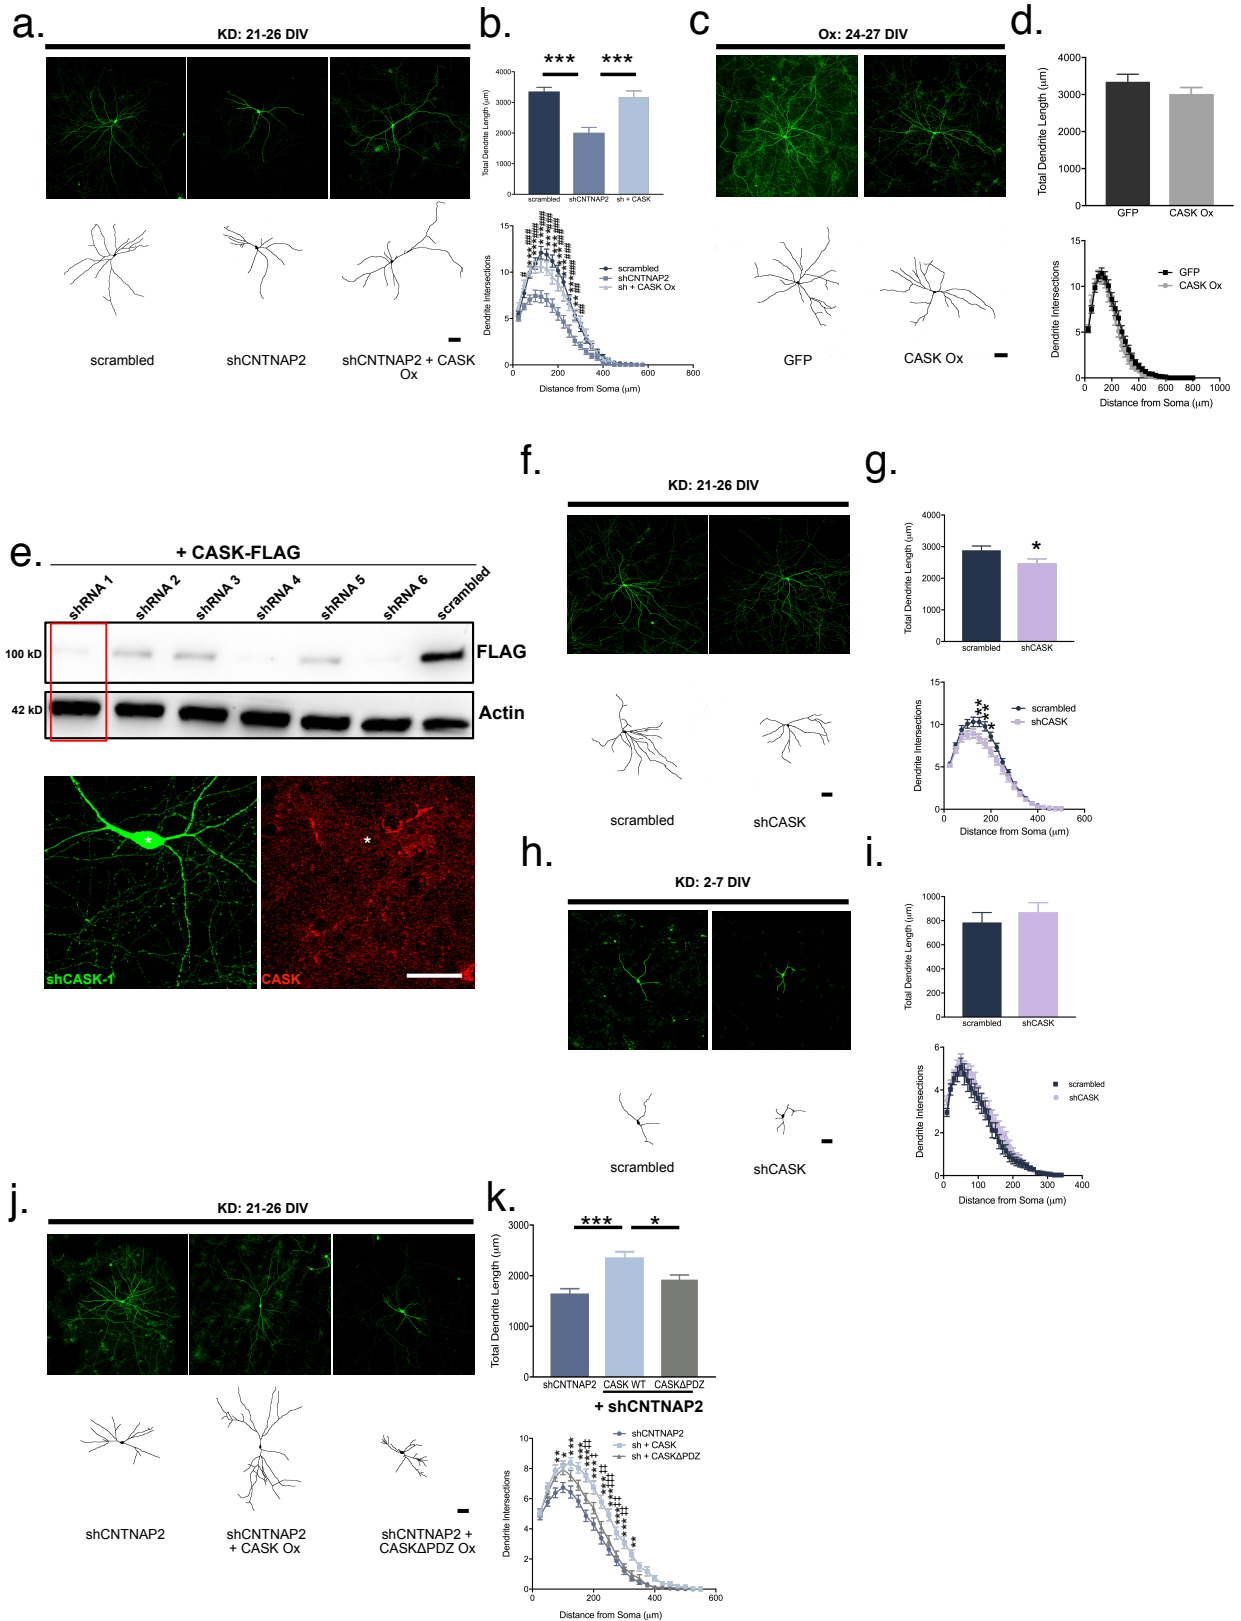 a.
KD: 21-26 DIV
scrambled
shCNTNAP2
shCNTNAP2 + CASK
Ox
b.
***
***
Total Dendrite Length (µm)
4000
3000
2000
1000
0
scrambled
shCNTNAP2
sh + CASK
Dendrite Intersections
15
10
5
0
scrambled
shCNTNAP2
sh + CASK Ox
0
200
400
600
800
Distance from Soma (µm)
c
Ox: 24-27 DIV
GFP
CASK Ox
d.
Total Dendrite Length (µm)
4000
3000
2000
1000
0
GFP
CASK Ox
Dendrite Intersections
15
10
5
0
GFP
CASK Ox
0
200
400
600
800
1000
Distance from Soma (µm)
e.
+ CASK-FLAG
shRNA 1
shRNA 2
shRNA 3
shRNA 4
shRNA 5
shRNA 6
scrambled
100 kD
FLAG
42 kD
Actin
*
*
shCASK-1
CASK
f.
KD: 21-26 DIV
scrambled
shCASK
g.
Total Dendrite Length (µm)
4000
3000
2000
1000
0
*
scrambled
shCASK
Dendrite Intersections
15
10
5
0
scrambled
shCASK
0
200
400
600
Distance from Soma (µm)
h.
KD: 2-7 DIV
scrambled
shCASK
i.
Total Dendrite Length (µm)
1000
800
600
400
200
0
scrambled
shCASK
Dendrite Intersections
6
4
2
0
scrambled
shCASK
0
100
200
300
400
Distance from Soma (µm)
j.
KD: 21-26 DIV
shCNTNAP2
shCNTNAP2
+ CASK Ox
shCNTNAP2 +
CASKΔPDZ Ox
k.
***
*
Total Dendrite Length (µm)
3000
2000
1000
0
shCNTNAP2
CASK WT
CASKΔPDZ
+ shCNTNAP2
Dendrite Intersections
10
8
6
4
2
0
shCNTNAP2
sh + CASK
sh + CASKΔPDZ
0
200
400
600
Distance from Soma (µm)